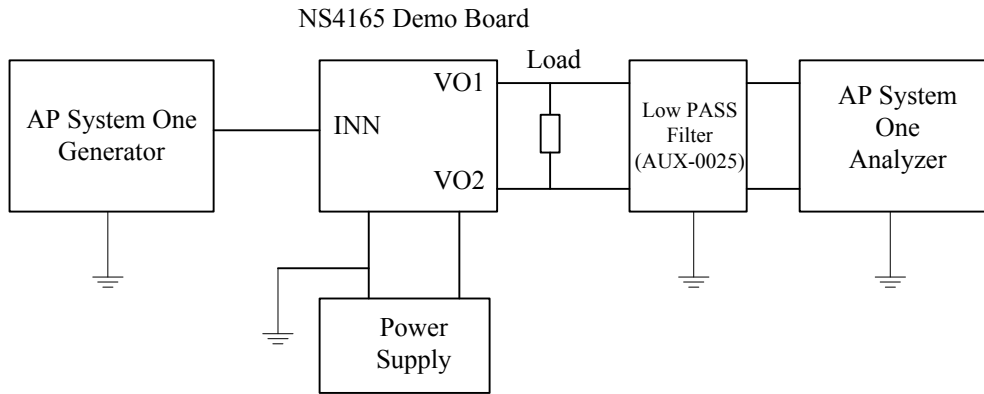 NS4165 Demo Board
AP System One
Generator
INN
VO1
VO2
Load
Low PASS
Filter
(AUX-0025)
AP System
One
Analyzer
Power
Supply